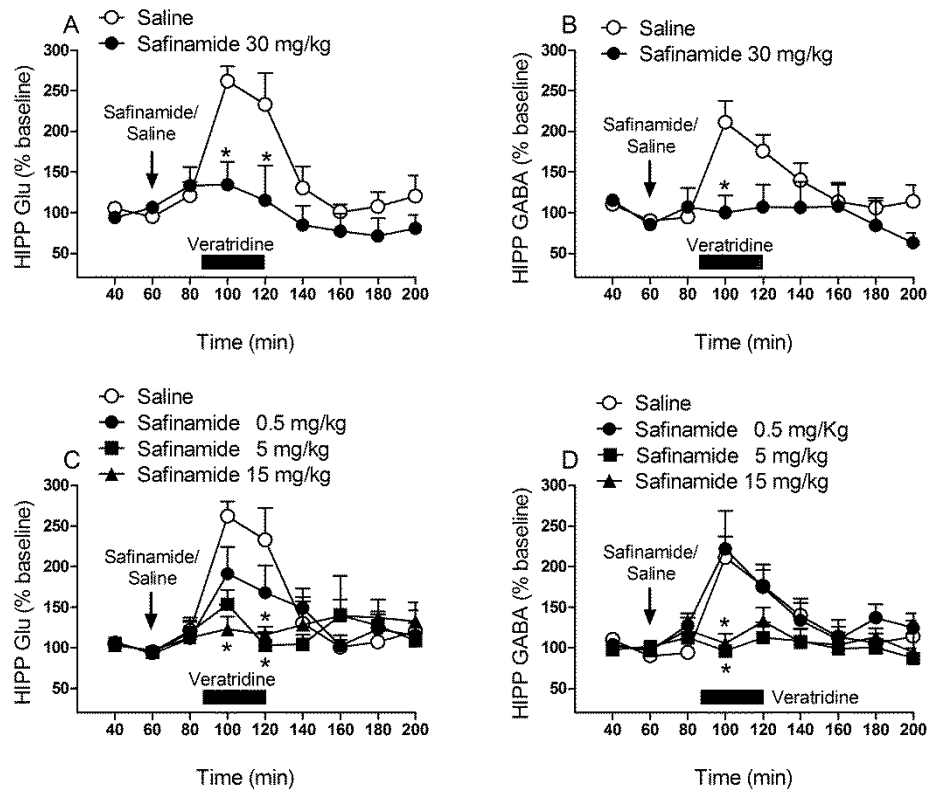 A
Saline
Safinamide 30 mg/kg
HIPP Glu (% baseline)
300
250
200
150
100
50
Safinamide/
Saline
*
*
Veratridine
40 60 80 100 120 140 160 180 200
Time (min)
B
Saline
Safinamide 30 mg/kg
HIPP GABA (% baseline)
300
250
200
150
100
50
Safinamide/
Saline
*
Veratridine
40 60 80 100 120 140 160 180 200
Time (min)
C
Saline
Safinamide 0.5 mg/kg
Safinamide 5 mg/kg
Safinamide 15 mg/kg
HIPP Glu (% baseline)
300
250
200
150
100
50
Safinamide/
Saline
*
*
*
Veratridine
40 60 80 100 120 140 160 180 200
Time (min)
D
Saline
Safinamide 0.5 mg/Kg
Safinamide 5 mg/kg
Safinamide 15 mg/kg
HIPP GABA (% baseline)
300
250
200
150
100
50
Safinamide/
Saline
*
*
Veratridine
40 60 80 100 120 140 160 180 200
Time (min)